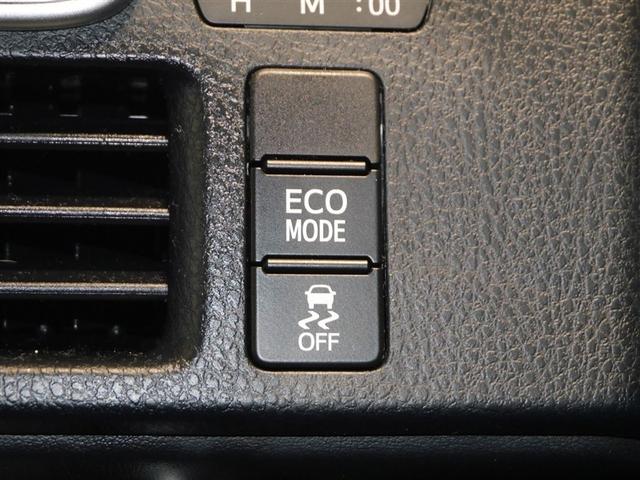 H M :00
ECO
MODE
OFF